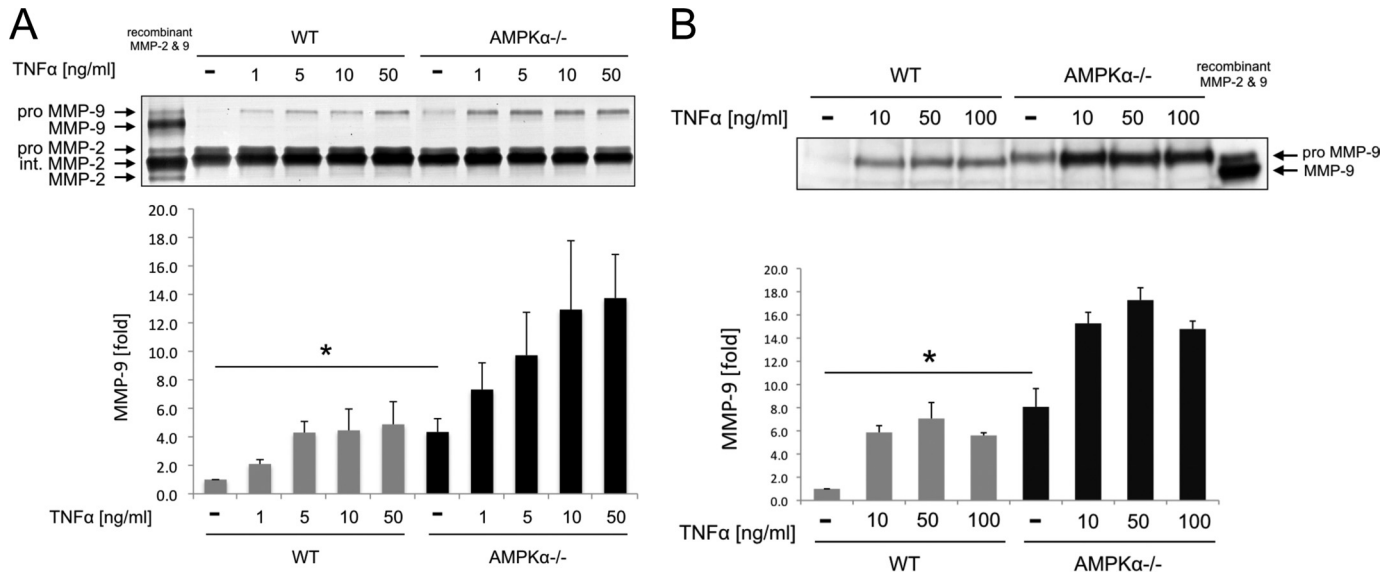 A
recombinant
MMP-2 & 9
WT
AMPKα-/-
TNFα [ng/ml]
- 1 5 10 50 - 1 5 10 50
pro MMP-9
MMP-9
pro MMP-2
int. MMP-2
MMP-2
20.0
18.0
16.0
14.0
12.0
10.0
8.0
6.0
4.0
2.0
0.0
MMP-9 [fold]
*
TNFα [ng/ml]
- 1 5 10 50 - 1 5 10 50
WT
AMPKα-/-
B
WT
AMPKα-/-
recombinant
MMP-2 & 9
TNFα [ng/ml]
- 10 50 100 - 10 50 100
pro MMP-9
MMP-9
20.0
18.0
16.0
14.0
12.0
10.0
8.0
6.0
4.0
2.0
0.0
MMP-9 [fold]
*
- 10 50 100 - 10 50 100
TNFα [ng/ml]
WT
AMPKα-/-